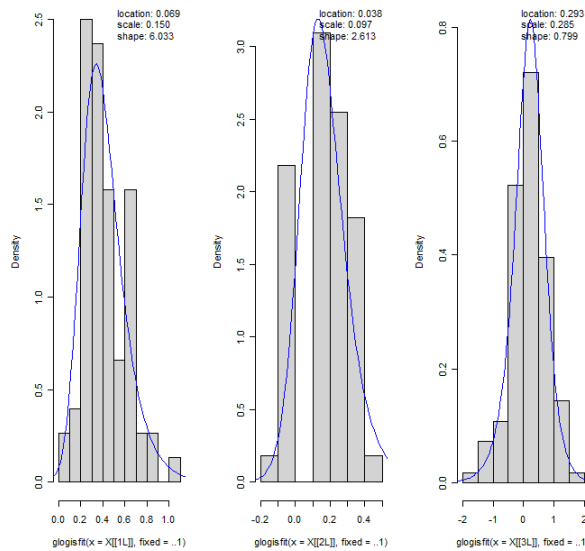 location: 0.069
scale: 0.150
shape: 6.033
Density
0.0
0.5
1.5
2.5
0.0
0.2
0.4
0.6
0.8
1.0
glogisfit(x = X[[1L]], fixed = ..1)
location: 0.038
scale: 0.097
shape: 2.613
Density
0.0
0.5
1.0
1.5
2.0
2.5
3.0
-0.2
0.0
0.2
0.4
glogisfit(x = X[[2L]], fixed = ..1)
location: 0.293
scale: 0.285
shape: 0.799
Density
0.0
0.2
0.4
0.6
0.8
-2
-1
0
1
2
glogisfit(x = X[[3L]], fixed = ..1)